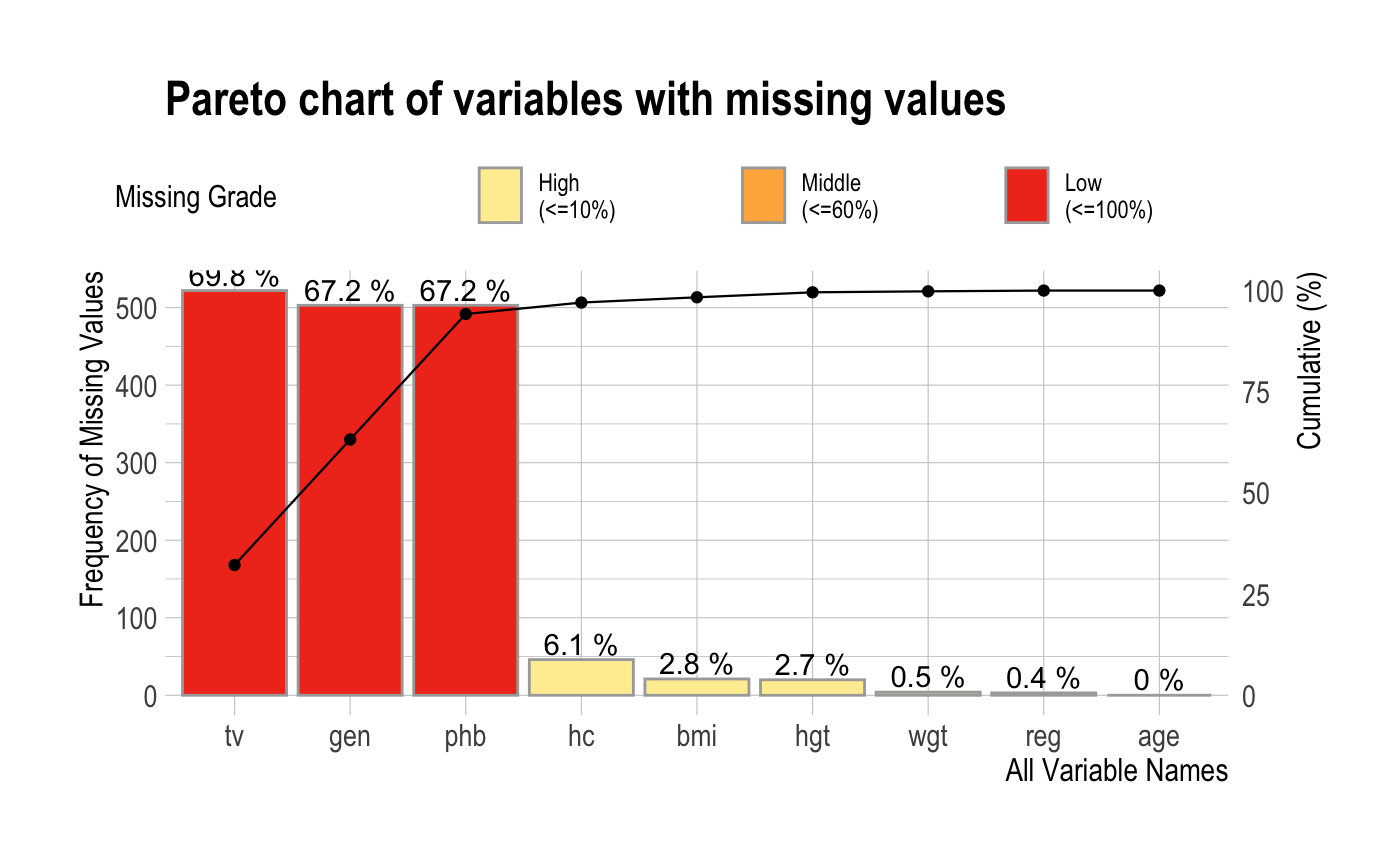 Pareto chart of variables with missing values
Missing Grade
High
(<=10%)
Middle
(<=60%)
Low
(<=100%)
Frequency of Missing Values
500
400
300
200
100
0
69.8 %
67.2 %
67.2 %
6.1 %
2.8 %
2.7 %
0.5 %
0.4 %
0 %
100
75
50
25
0
Cumulative (%)
tv
gen
phb
hc
bmi
hgt
wgt
reg
age
All Variable Names